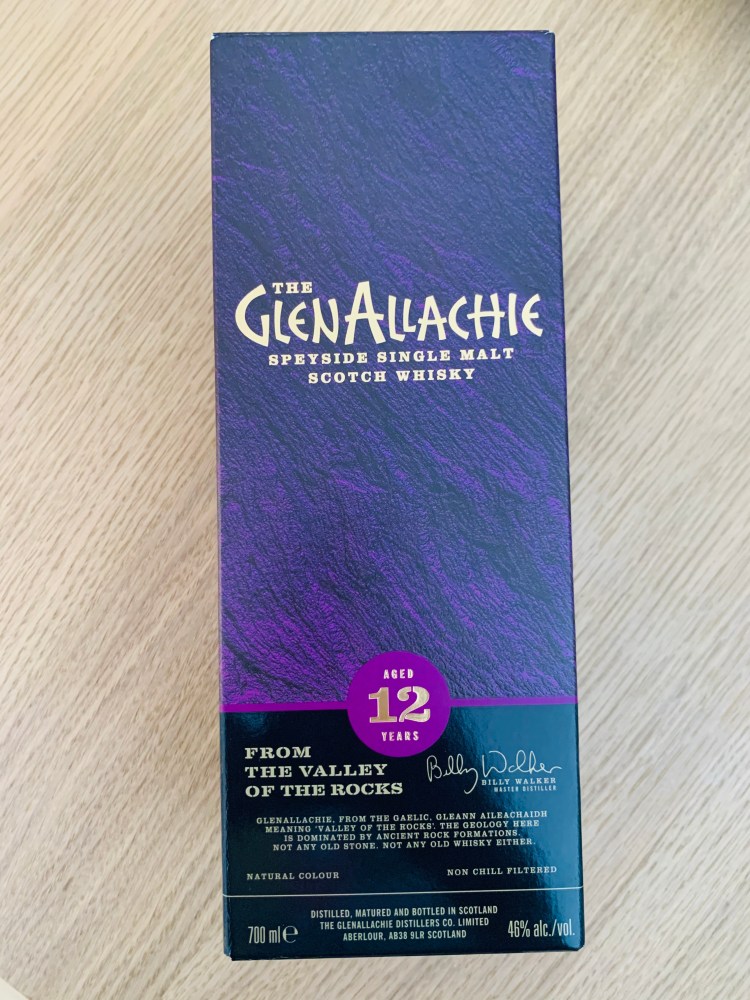 THE
GLENALLACHIE
SPEYSIDE SINGLE MALT
SCOTCH WHISKY
AGED
12
YEARS
FROM
THE VALLEY
OF THE ROCKS
Billy Walker
BILLY WALKER
MASTER DISTILLER
GLENALLACHIE, FROM THE GAELIC, GLEANN AILEACHAIDH
MEANING 'VALLEY OF THE ROCKS'. THE GEOLOGY HERE
IS DOMINATED BY ANCIENT ROCK FORMATIONS.
NOT ANY OLD STONE. NOT ANY OLD WHISKY EITHER.
NATURAL COLOUR
NON CHILL FILTERED
700 ml e
DISTILLED, MATURED AND BOTTLED IN SCOTLAND
THE GLENALLACHIE DISTILLERS CO. LIMITED
ABERLOUR, AB38 9LR SCOTLAND
46% alc./vol.